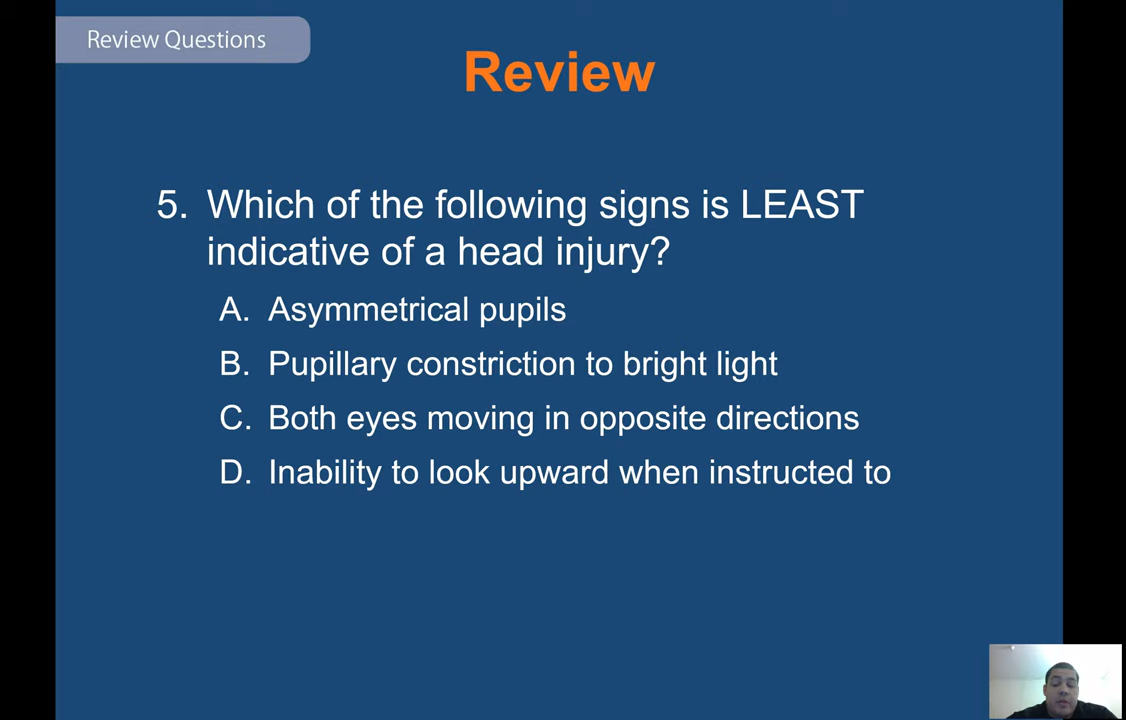 Review Questions
Review
5. Which of the following signs is LEAST
indicative of a head injury?
A. Asymmetrical pupils
B. Pupillary constriction to bright light
C. Both eyes moving in opposite directions
D. Inability to look upward when instructed to